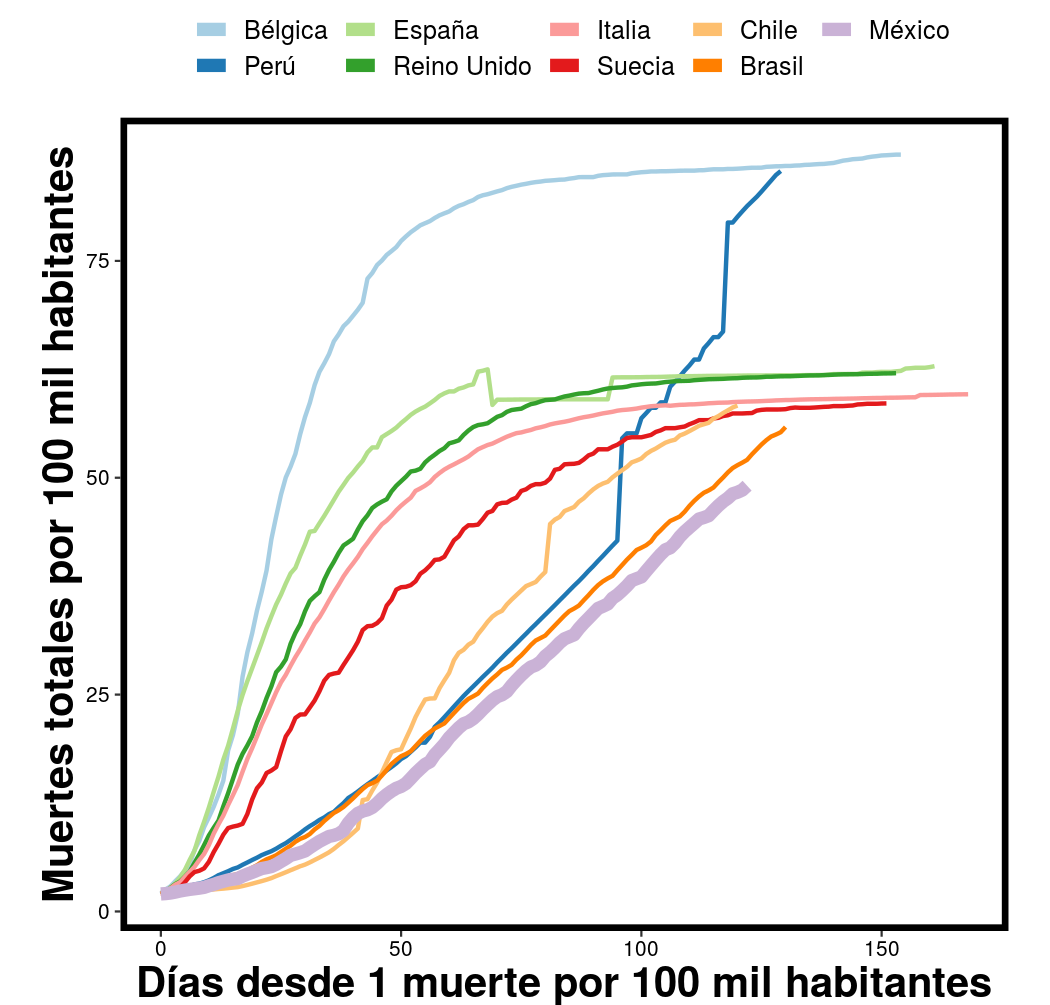 Bélgica España Italia Chile México
Perú Reino Unido Suecia Brasil
Muertes totales por 100 mil habitantes
75
50
25
0
0 50 100 150
Días desde 1 muerte por 100 mil habitantes